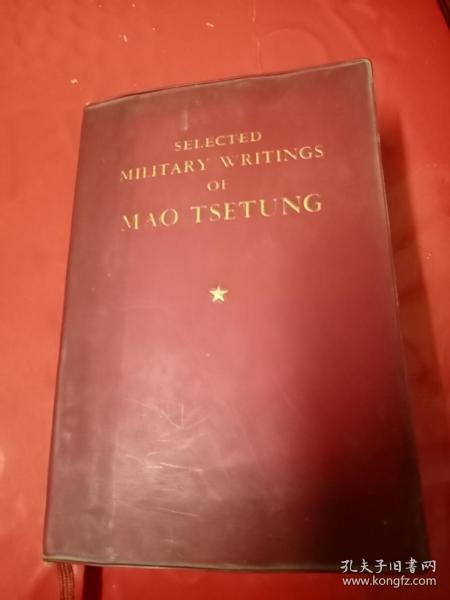 SELECTED
MILITARY WRITINGS
OF
MAO TSETUNG
孔夫子旧书网
www.kongfz.com